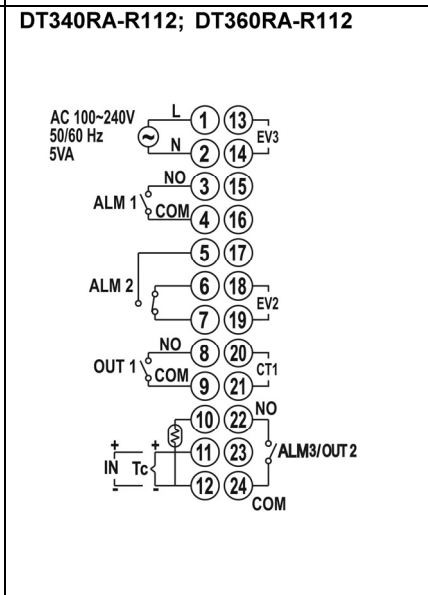 DT340RA-R112; DT360RA-R112
AC 100~240V
50/60 Hz
5VA
L
N
~
1
13
EV3
2
14
NO
3
15
ALM 1
COM
4
16
5
17
ALM 2
6
18
EV2
7
19
NO
8
20
OUT 1
CT1
COM
9
21
10
22
NO
+
+
11
23
ALM3/OUT 2
IN
Tc
-
-
12
24
COM